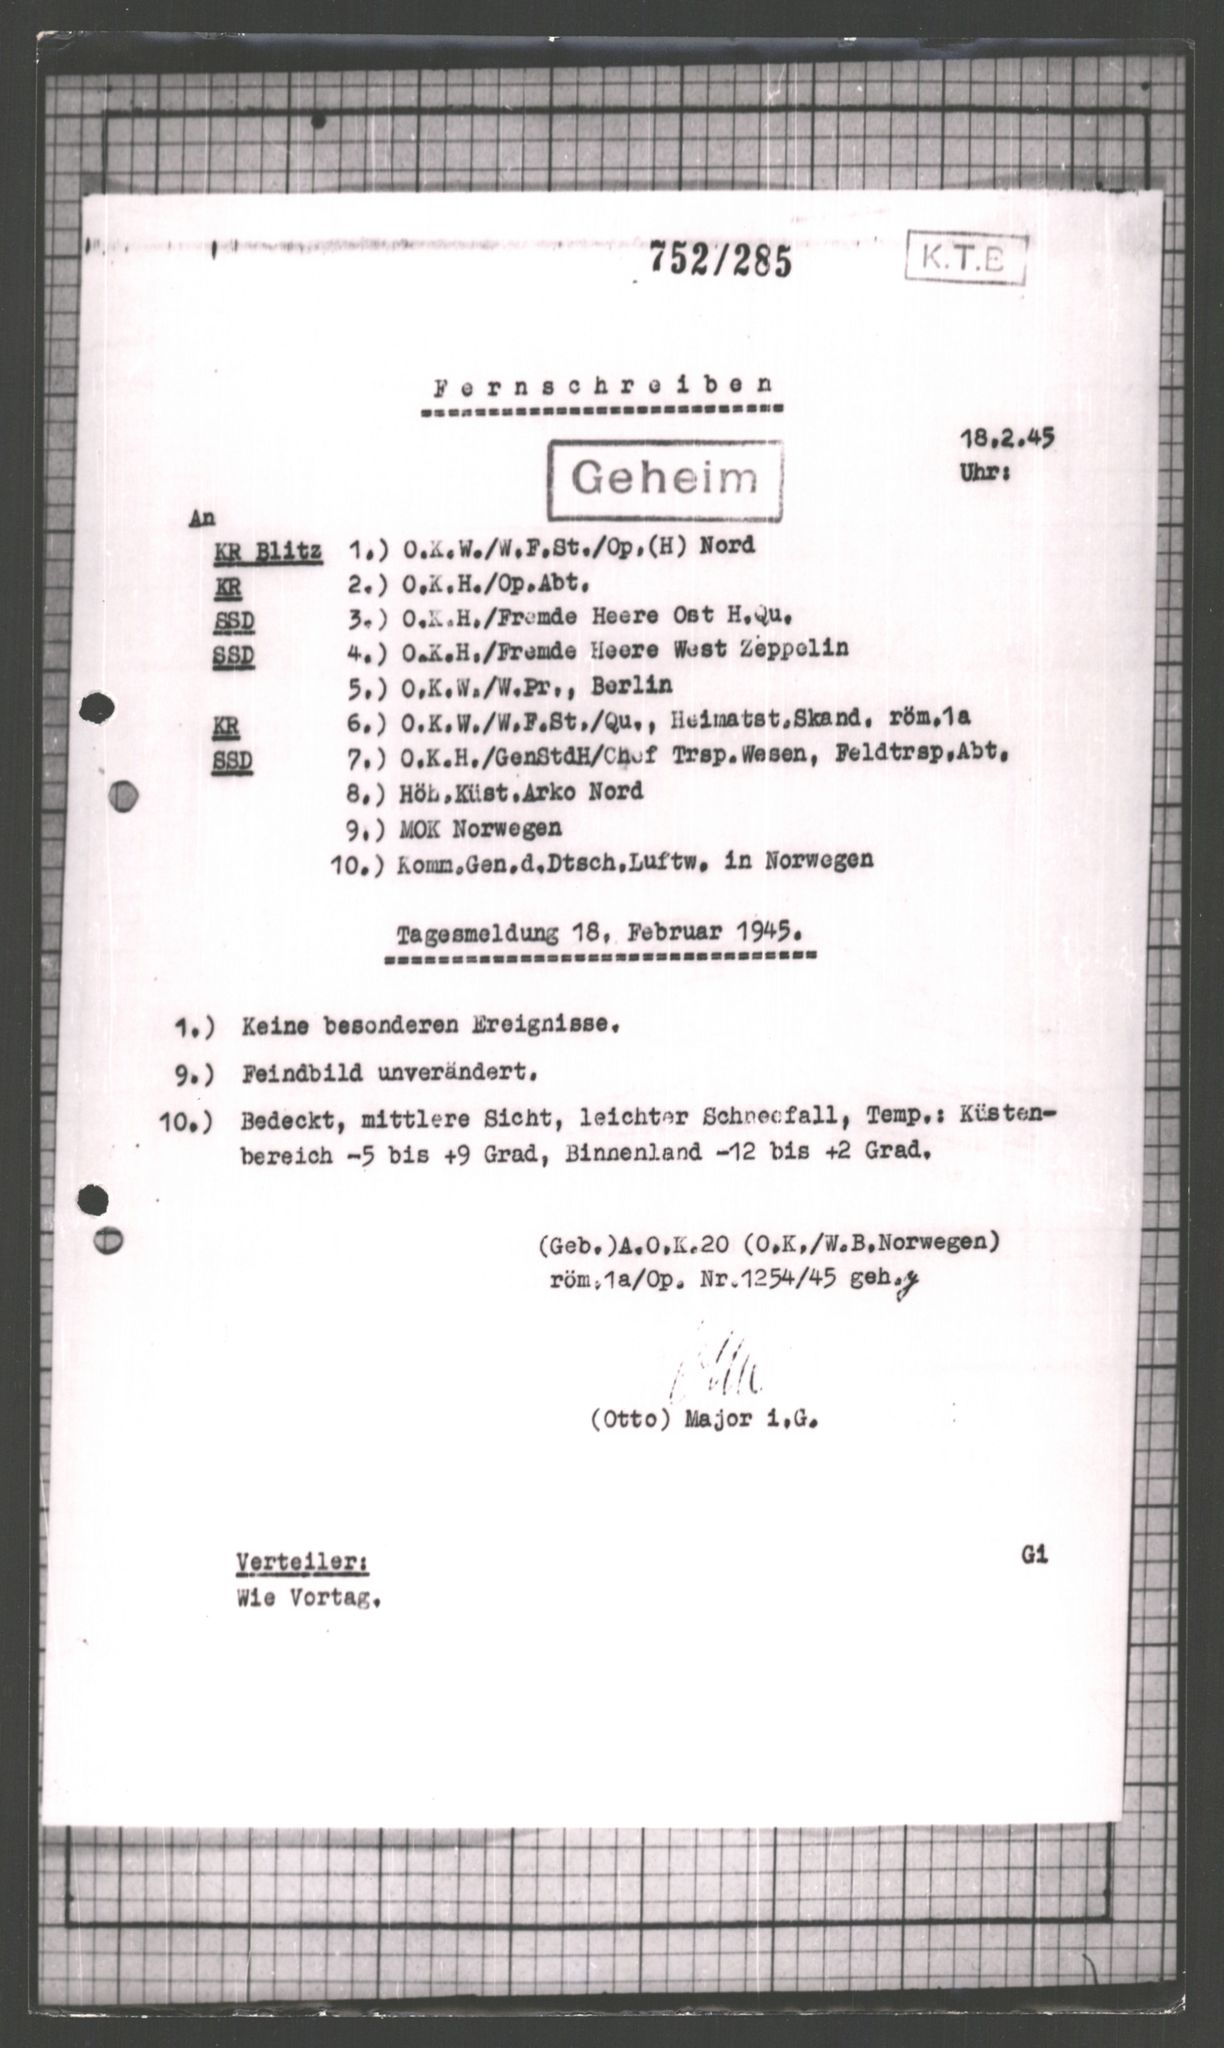 752/285
K.T.B
Fernschreiben
Geheim
18.2.45
Uhr:
An
KR Blitz 1.) O.K.W./W.F.St./Op.(H) Nord
KR 2.) O.K.H./Op.Abt.
SSD 3.) O.K.H./Fremde Heere Ost H.Qu.
SSD 4.) O.K.H./Fremde Heere West Zeppelin
5.) O.K.W./W.Pr., Berlin
KR 6.) O.K.W./W.F.St./Qu., Heimatst.Skand. röm.1a
SSD 7.) O.K.H./GenStdH/Chef Trsp.Wesen, Feldtrsp.Abt.
8.) Höh.Küst.Arko Nord
9.) MOK Norwegen
10.) Komm.Gen.d.Dtsch.Luftw. in Norwegen
Tagesmeldung 18. Februar 1945.
1.) Keine besonderen Ereignisse.
9.) Feindbild unverändert.
10.) Bedeckt, mittlere Sicht, leichter Schneefall, Temp.: Küsten-
bereich -5 bis +9 Grad, Binnenland -12 bis +2 Grad.
(Geb.)A.O.K.20 (O.K./W.B.Norwegen)
röm.1a/Op. Nr.1254/45 geh.
(Otto) Major i.G.
Verteiler:
Wie Vortag.
Gi